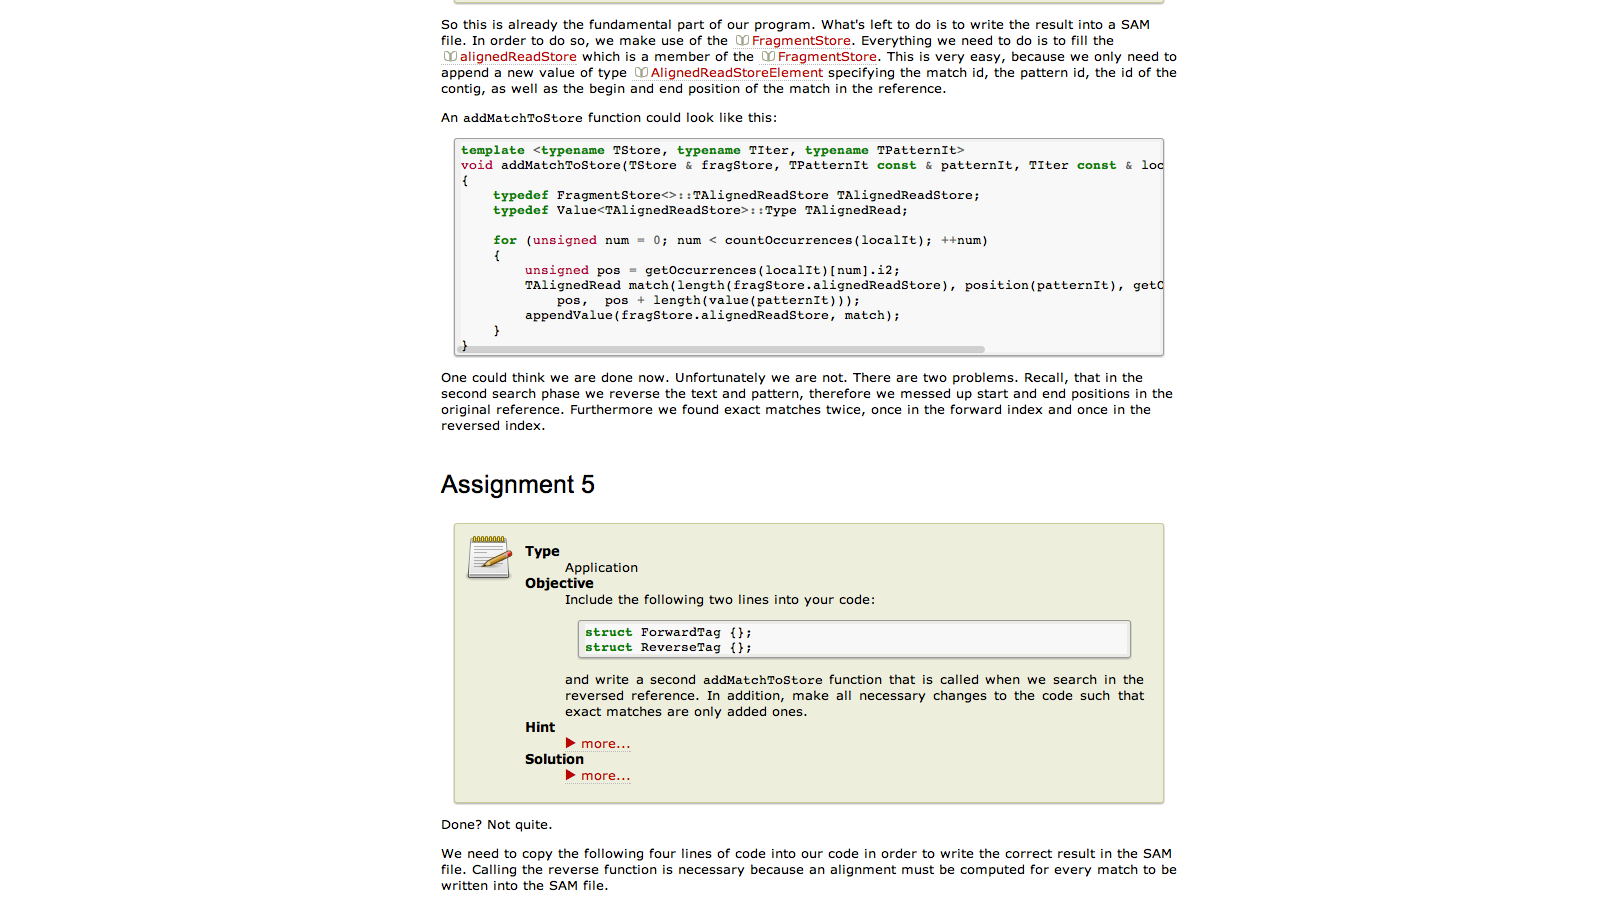 So this is already the fundamental part of our program. What's left to do is to write the result into a SAM
file. In order to do so, we make use of the FragmentStore. Everything we need to do is to fill the
alignedReadStore which is a member of the FragmentStore. This is very easy, because we only need to
append a new value of type AlignedReadStoreElement specifying the match id, the pattern id, the id of the
contig, as well as the begin and end position of the match in the reference.
An addMatchToStore function could look like this:
template <typename TStore, typename TIter, typename TPatternIt>
void addMatchToStore(TStore & fragStore, TPatternIt const & patternIt, TIter const & loc
{
    typedef FragmentStore<>::TAlignedReadStore TAlignedReadStore;
    typedef Value<TAlignedReadStore>::Type TAlignedRead;
    for (unsigned num = 0; num < countOccurrences(localIt); ++num)
    {
        unsigned pos = getOccurrences(localIt)[num].i2;
        TAlignedRead match(length(fragStore.alignedReadStore), position(patternIt), getO
            pos,  pos + length(value(patternIt)));
        appendValue(fragStore.alignedReadStore, match);
    }
}
One could think we are done now. Unfortunately we are not. There are two problems. Recall, that in the
second search phase we reverse the text and pattern, therefore we messed up start and end positions in the
original reference. Furthermore we found exact matches twice, once in the forward index and once in the
reversed index.
Assignment 5
Type
Application
Objective
Include the following two lines into your code:
struct ForwardTag {};
struct ReverseTag {};
and write a second addMatchToStore function that is called when we search in the
reversed reference. In addition, make all necessary changes to the code such that
exact matches are only added ones.
Hint
more...
Solution
more...
Done? Not quite.
We need to copy the following four lines of code into our code in order to write the correct result in the SAM
file. Calling the reverse function is necessary because an alignment must be computed for every match to be
written into the SAM file.